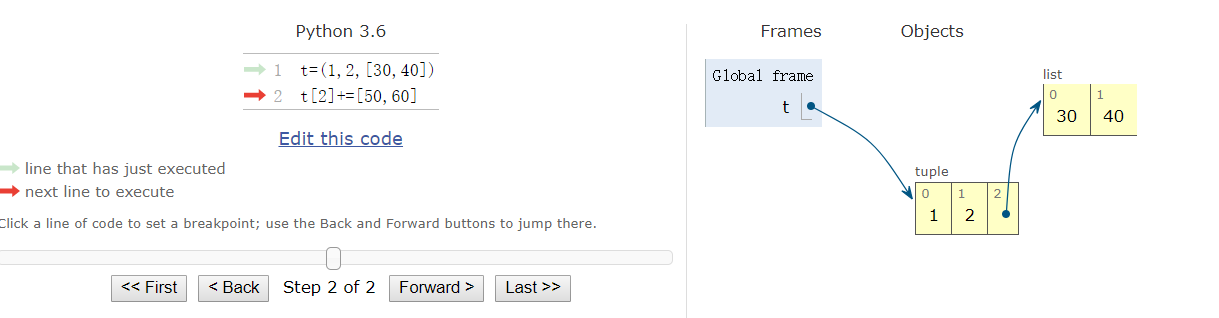 Python 3.6
1 t=(1,2,[30,40])
2 t[2]+=[50,60]
Edit this code
line that has just executed
next line to execute
Click a line of code to set a breakpoint; use the Back and Forward buttons to jump there.
<< First < Back Step 2 of 2 Forward > Last >>
Frames Objects
Global frame
t
list
0 1
30 40
tuple
0 1 2
1 2